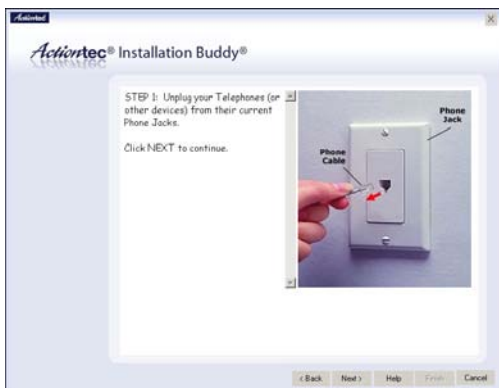 Actiontec
Actiontec® Installation Buddy®
STEP 1: Unplug your Telephones (or
other devices) from their current
Phone Jacks.
Click NEXT to continue.
Phone
Jack
Phone
Cable
< Back Next > Help Finish Cancel